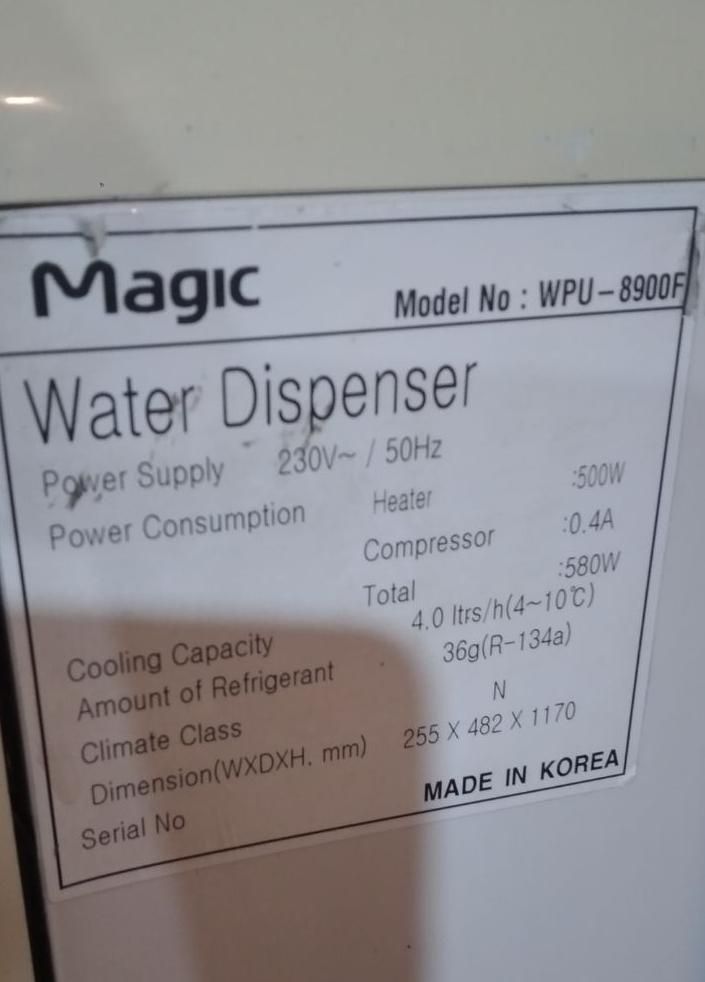 Magic
Model No : WPU-8900F
Water Dispenser
Power Supply 230V~ / 50Hz
Power Consumption Heater :500W
Compressor :0.4A
Total :580W
Cooling Capacity 4.0 ltrs/h(4~10℃)
Amount of Refrigerant 36g(R-134a)
Climate Class N
Dimension(WXDXH. mm) 255 X 482 X 1170
Serial No
MADE IN KOREA